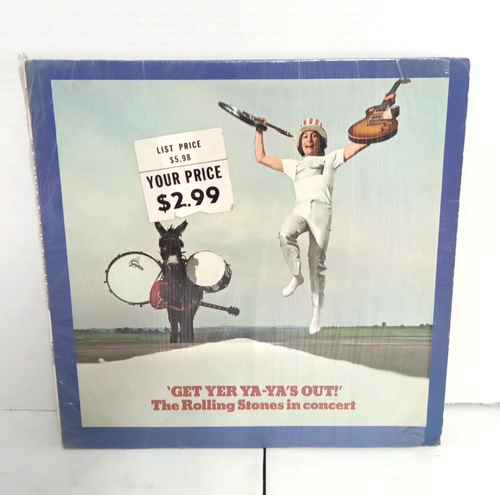 LIST PRICE
$5.98
YOUR PRICE
$2.99
'GET YER YA-YA'S OUT!'
The Rolling Stones in concert